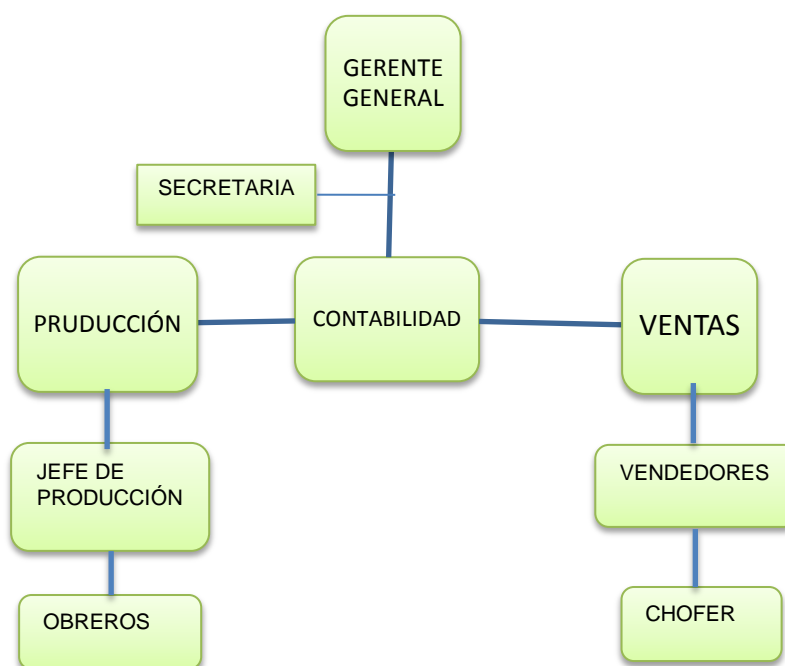 GERENTE
GENERAL
SECRETARIA
PRUDUCCIÓN
CONTABILIDAD
VENTAS
JEFE DE
PRODUCCIÓN
VENDEDORES
OBREROS
CHOFER